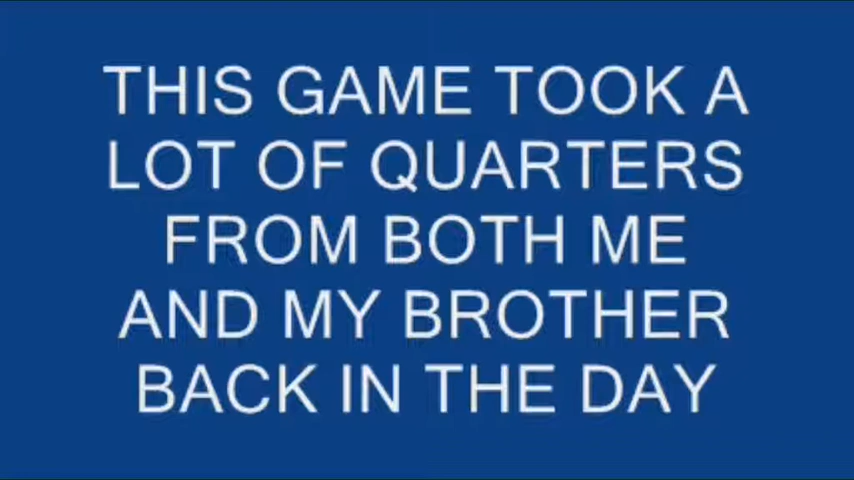 THIS GAME TOOK A
LOT OF QUARTERS
FROM BOTH ME
AND MY BROTHER
BACK IN THE DAY